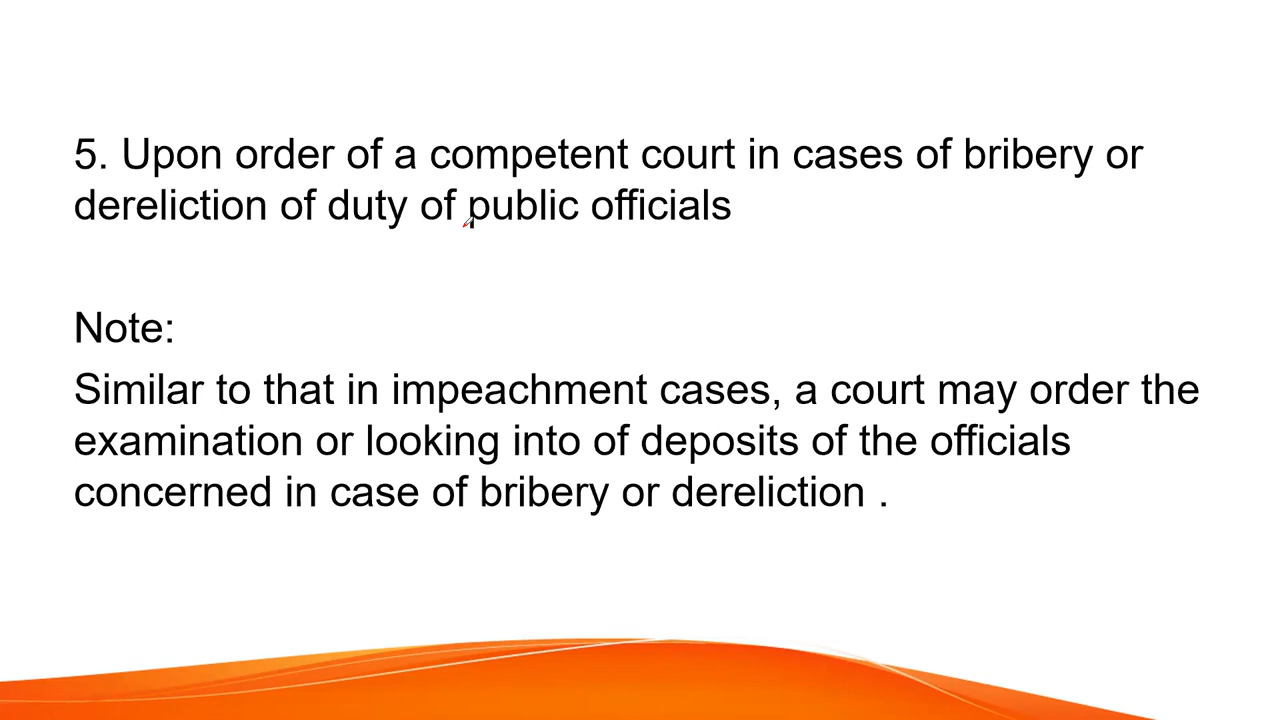 5. Upon order of a competent court in cases of bribery or
dereliction of duty of public officials
Note:
Similar to that in impeachment cases, a court may order the
examination or looking into of deposits of the officials
concerned in case of bribery or dereliction .